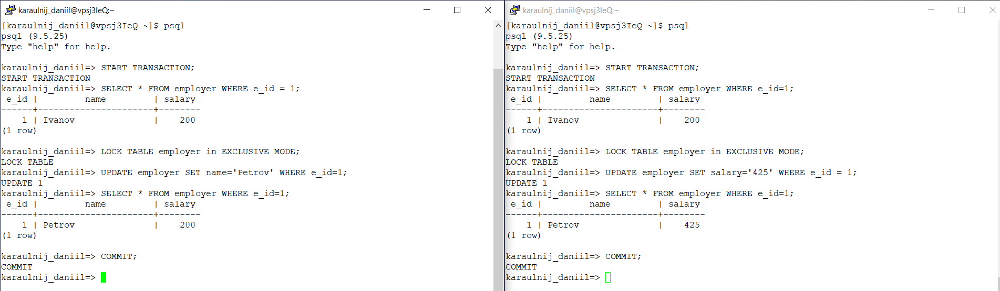 karaulnij_daniil@vpsj3IeQ:~
[karaulnij_daniil@vpsj3IeQ ~]$ psql
psql (9.5.25)
Type "help" for help.
karaulnij_daniil=> START TRANSACTION;
START TRANSACTION
karaulnij_daniil=> SELECT * FROM employer WHERE e_id = 1;
 e_id |         name         | salary
------+----------------------+--------
    1 | Ivanov               |    200
(1 row)
karaulnij_daniil=> LOCK TABLE employer in EXCLUSIVE MODE;
LOCK TABLE
karaulnij_daniil=> UPDATE employer SET name='Petrov' WHERE e_id=1;
UPDATE 1
karaulnij_daniil=> SELECT * FROM employer WHERE e_id=1;
 e_id |         name         | salary
------+----------------------+--------
    1 | Petrov               |    200
(1 row)
karaulnij_daniil=> COMMIT;
COMMIT
karaulnij_daniil=>
karaulnij_daniil@vpsj3IeQ:~
[karaulnij_daniil@vpsj3IeQ ~]$ psql
psql (9.5.25)
Type "help" for help.
karaulnij_daniil=> START TRANSACTION;
START TRANSACTION
karaulnij_daniil=> SELECT * FROM employer WHERE e_id=1;
 e_id |         name         | salary
------+----------------------+--------
    1 | Ivanov               |    200
(1 row)
karaulnij_daniil=> LOCK TABLE employer in EXCLUSIVE MODE;
LOCK TABLE
karaulnij_daniil=> UPDATE employer SET salary='425' WHERE e_id = 1;
UPDATE 1
karaulnij_daniil=> SELECT * FROM employer WHERE e_id=1;
 e_id |         name         | salary
------+----------------------+--------
    1 | Petrov               |    425
(1 row)
karaulnij_daniil=> COMMIT;
COMMIT
karaulnij_daniil=>